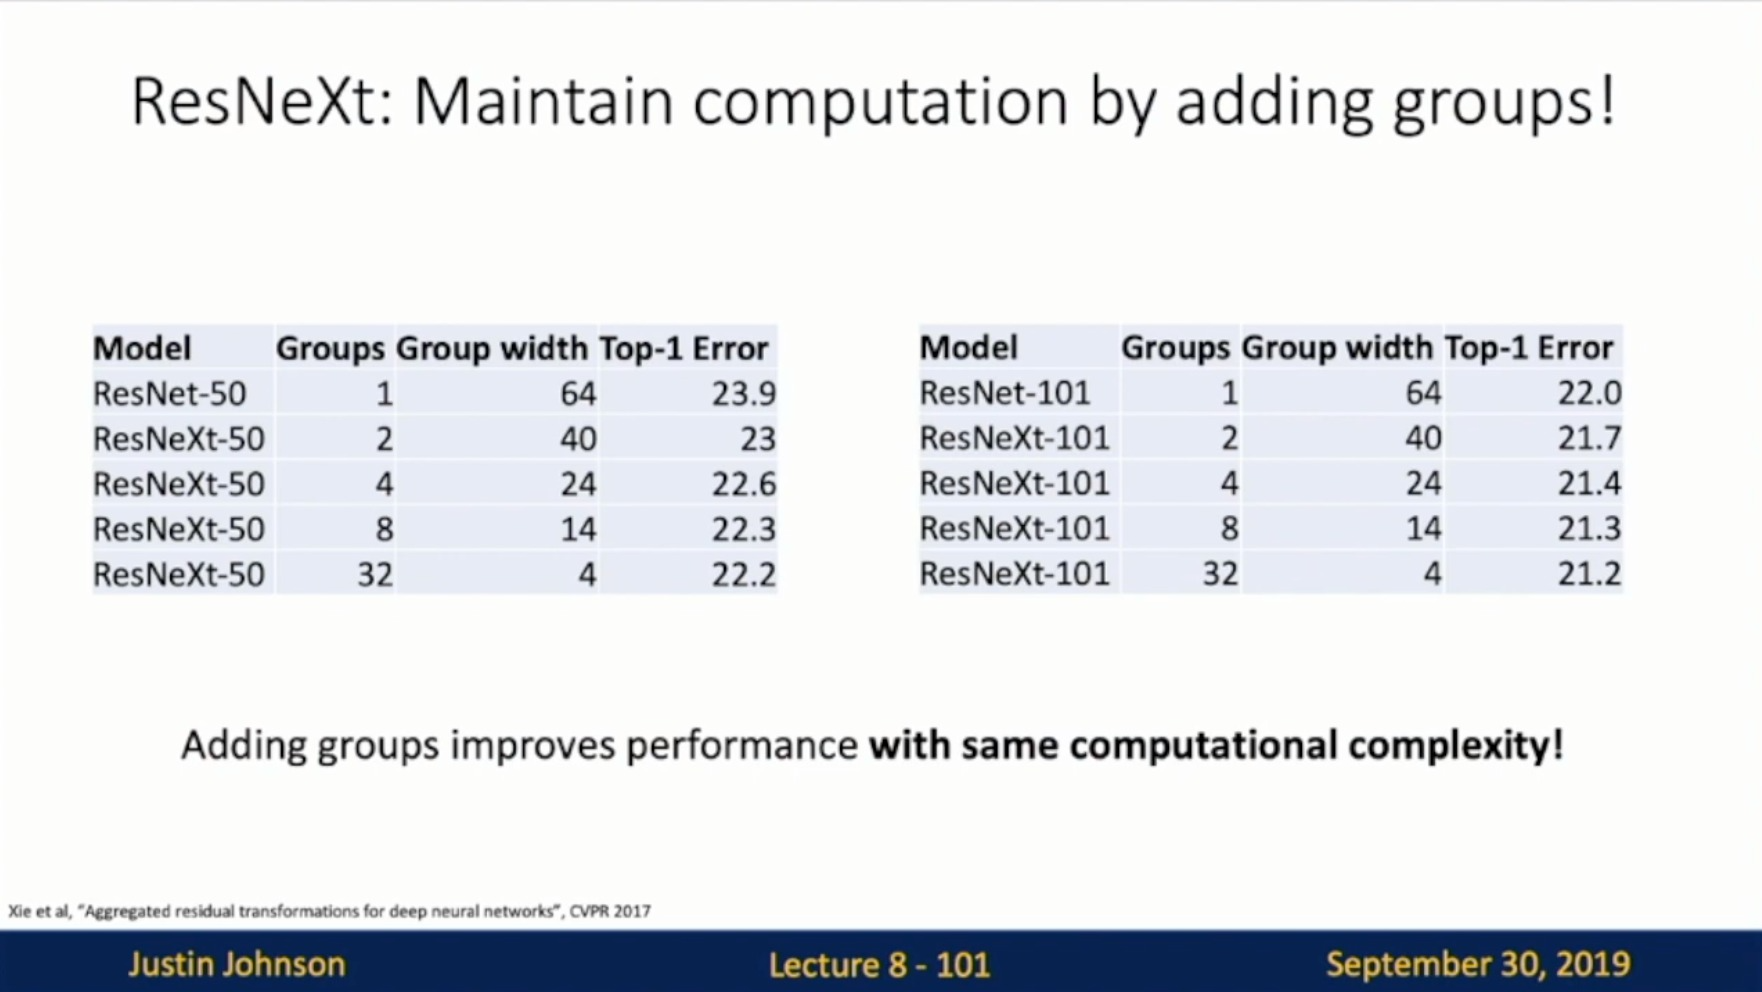 ResNeXt: Maintain computation by adding groups!
Model Groups Group width Top-1 Error
ResNet-50 1 64 23.9
ResNeXt-50 2 40 23
ResNeXt-50 4 24 22.6
ResNeXt-50 8 14 22.3
ResNeXt-50 32 4 22.2
Model Groups Group width Top-1 Error
ResNet-101 1 64 22.0
ResNeXt-101 2 40 21.7
ResNeXt-101 4 24 21.4
ResNeXt-101 8 14 21.3
ResNeXt-101 32 4 21.2
Adding groups improves performance with same computational complexity!
Xie et al, “Aggregated residual transformations for deep neural networks”, CVPR 2017
Justin Johnson Lecture 8 - 101 September 30, 2019